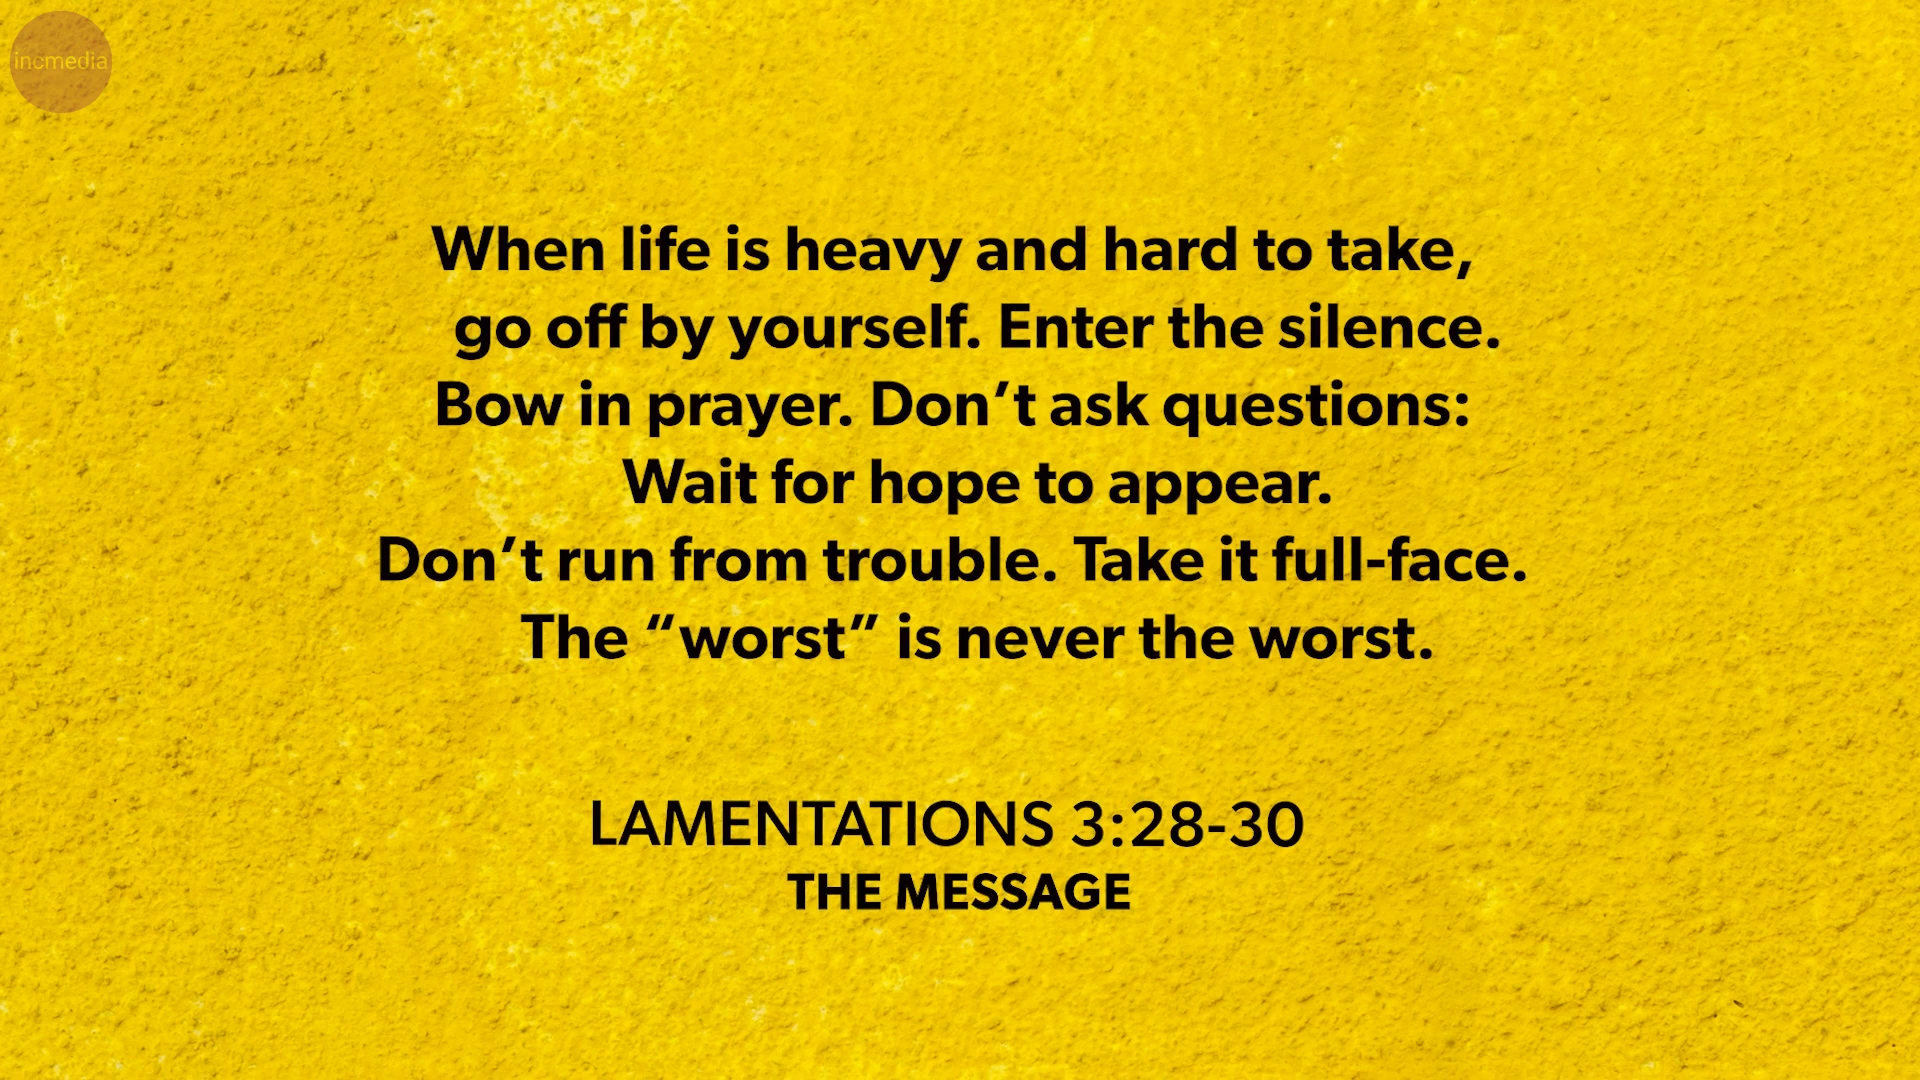 incmedia
When life is heavy and hard to take,
go off by yourself. Enter the silence.
Bow in prayer. Don’t ask questions:
Wait for hope to appear.
Don’t run from trouble. Take it full-face.
The “worst” is never the worst.
LAMENTATIONS 3:28-30
THE MESSAGE